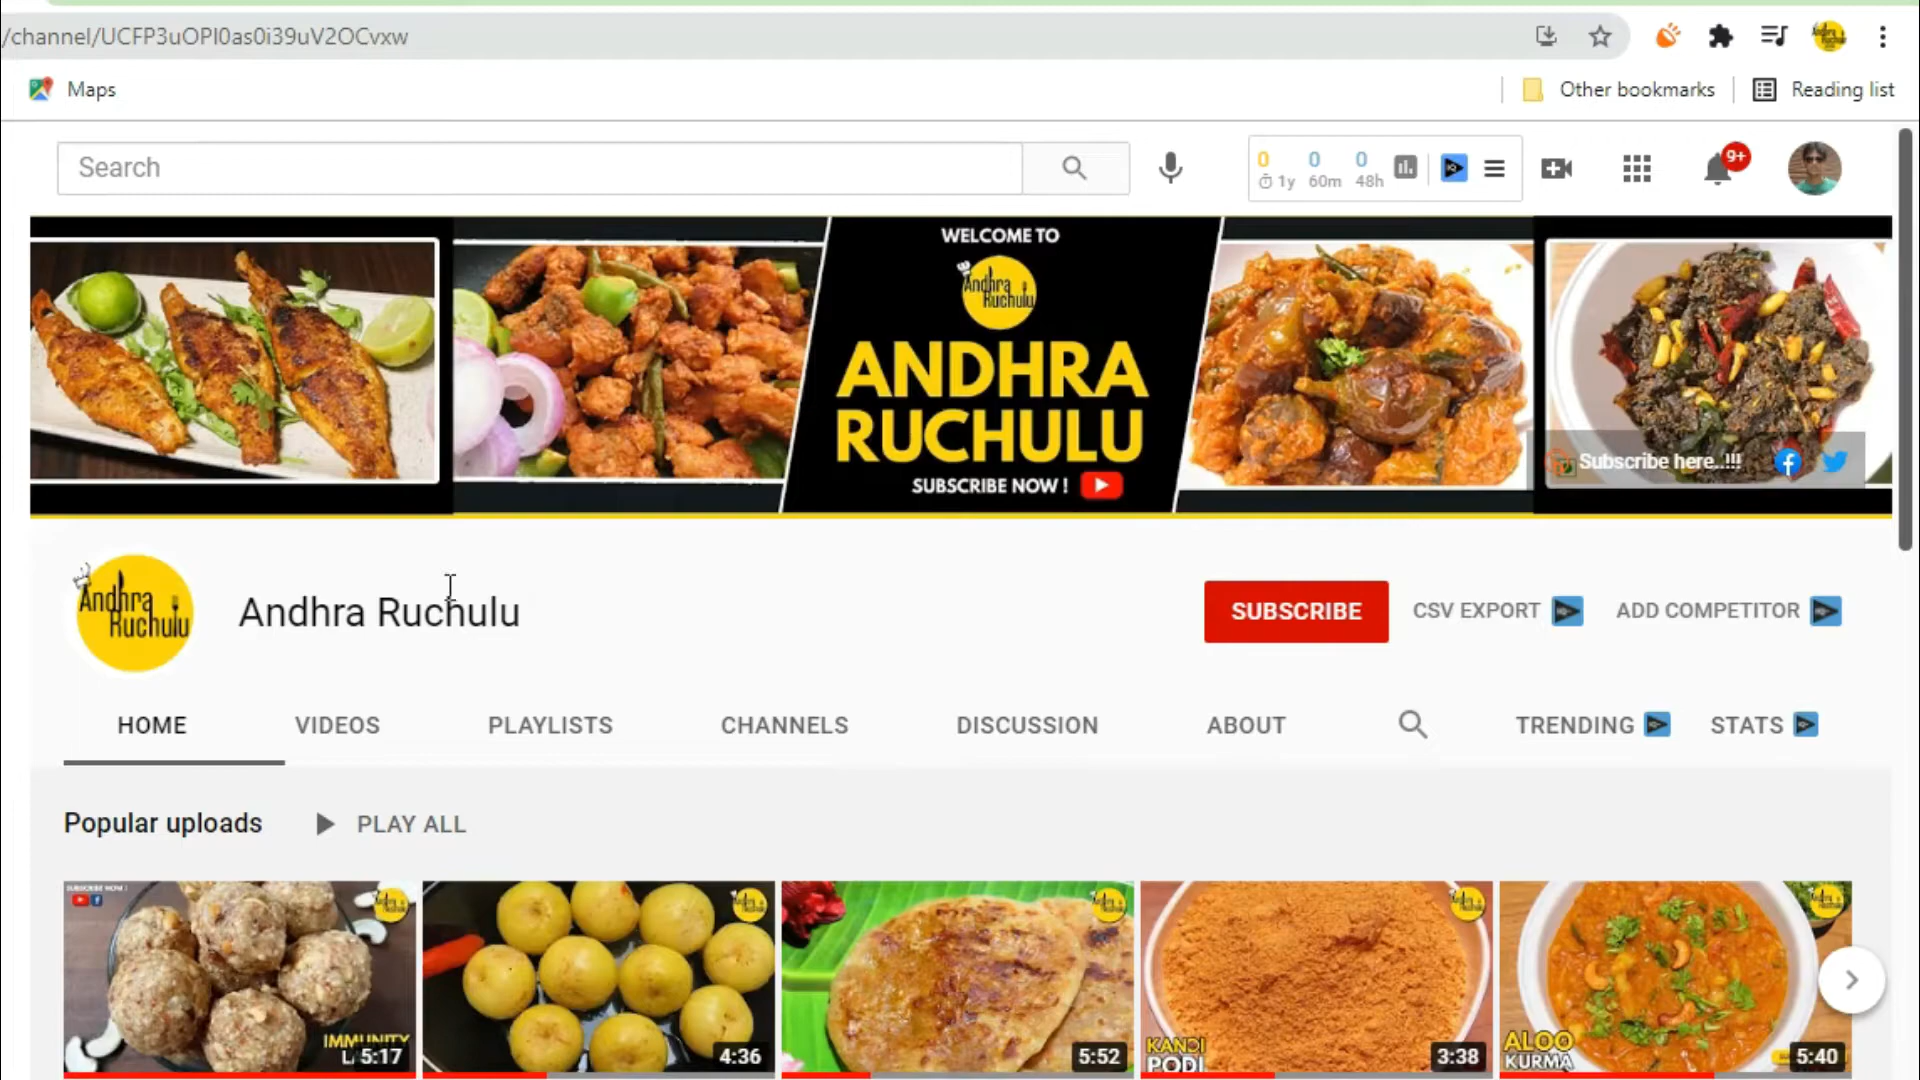 /channel/UCFP3uOPI0as0i39uV2OCvxw
Maps
Other bookmarks
Reading list
Search
0 0 0
1y 60m 48h
9+
WELCOME TO
Andhra
Ruchulu
ANDHRA
RUCHULU
SUBSCRIBE NOW !
Subscribe here..!!!
Andhra
Ruchulu
Andhra Ruchulu
SUBSCRIBE
CSV EXPORT
ADD COMPETITOR
HOME
VIDEOS
PLAYLISTS
CHANNELS
DISCUSSION
ABOUT
TRENDING
STATS
Popular uploads
PLAY ALL
SUBSCRIBE NOW !
IMMUNITY
5:17
4:36
5:52
KANDI
PODI
3:38
ALOO
KURMA
5:40